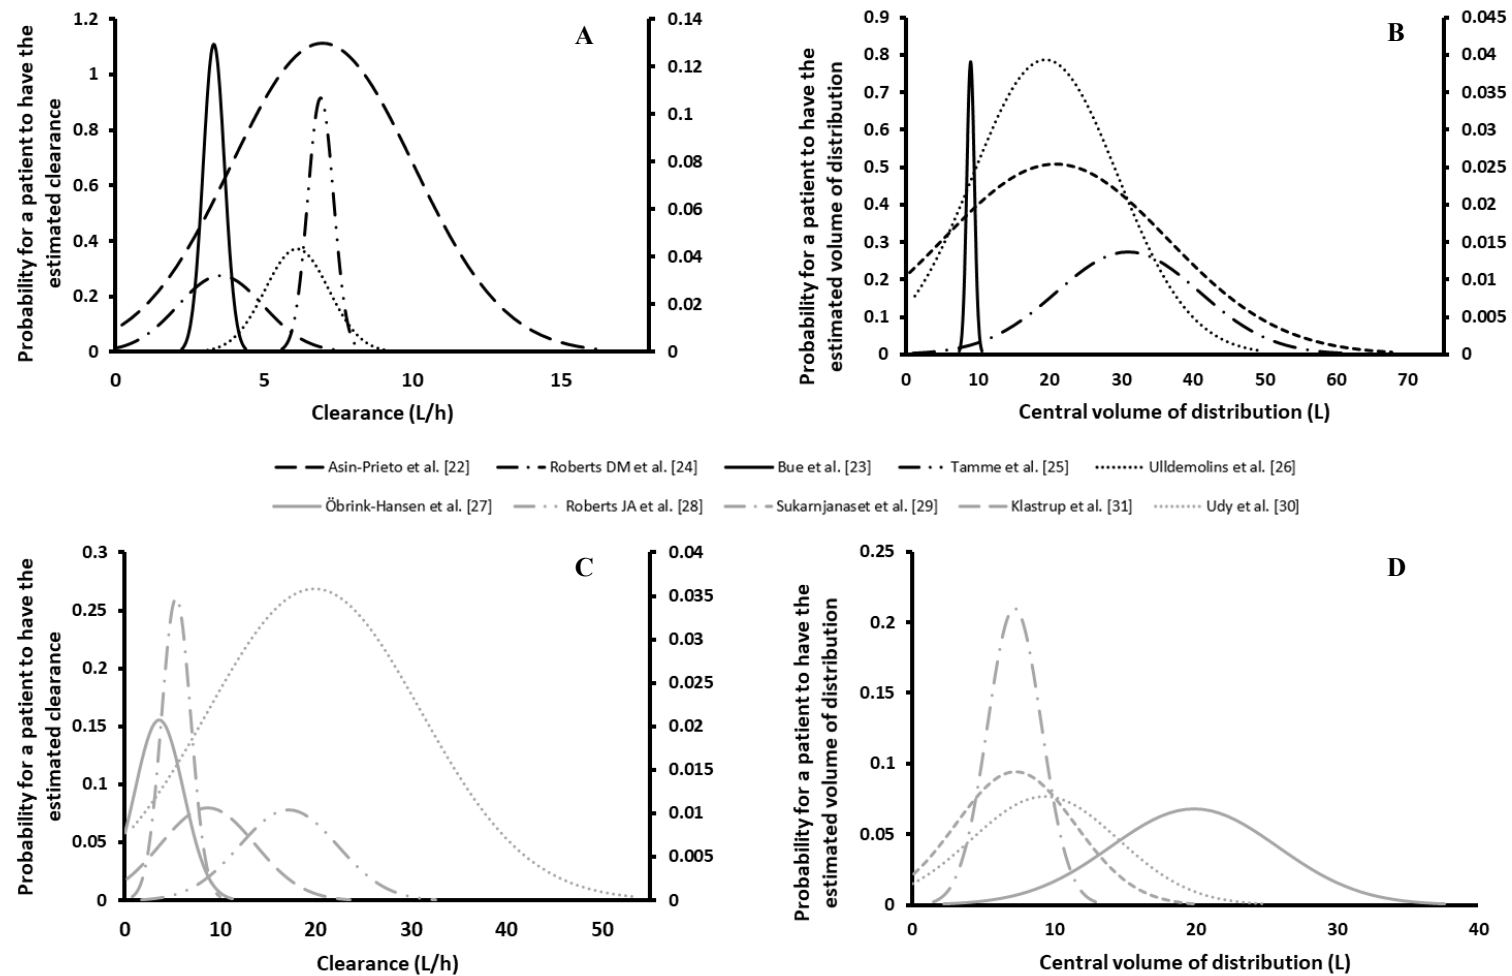 A
Probability for a patient to have the
estimated clearance
1.2
1
0.8
0.6
0.4
0.2
0
0.14
0.12
0.1
0.08
0.06
0.04
0.02
0
0 5 10 15
Clearance (L/h)
B
Probability for a patient to have the
estimated volume of distribution
0.9
0.8
0.7
0.6
0.5
0.4
0.3
0.2
0.1
0
0.045
0.04
0.035
0.03
0.025
0.02
0.015
0.01
0.005
0
0 10 20 30 40 50 60 70
Central volume of distribution (L)
Asin-Prieto et al. [22] Roberts DM et al. [24] Bue et al. [23] Tamme et al. [25] Ulldemolins et al. [26]
Öbrink-Hansen et al. [27] Roberts JA et al. [28] Sukarnjanaset et al. [29] Klastrup et al. [31] Udy et al. [30]
C
Probability for a patient to have the
estimated clearance
0.3
0.25
0.2
0.15
0.1
0.05
0
0.04
0.035
0.03
0.025
0.02
0.015
0.01
0.005
0
0 10 20 30 40 50
Clearance (L/h)
D
Probability for a patient to have the
estimated volume of distribution
0.25
0.2
0.15
0.1
0.05
0
0 10 20 30 40
Central volume of distribution (L)